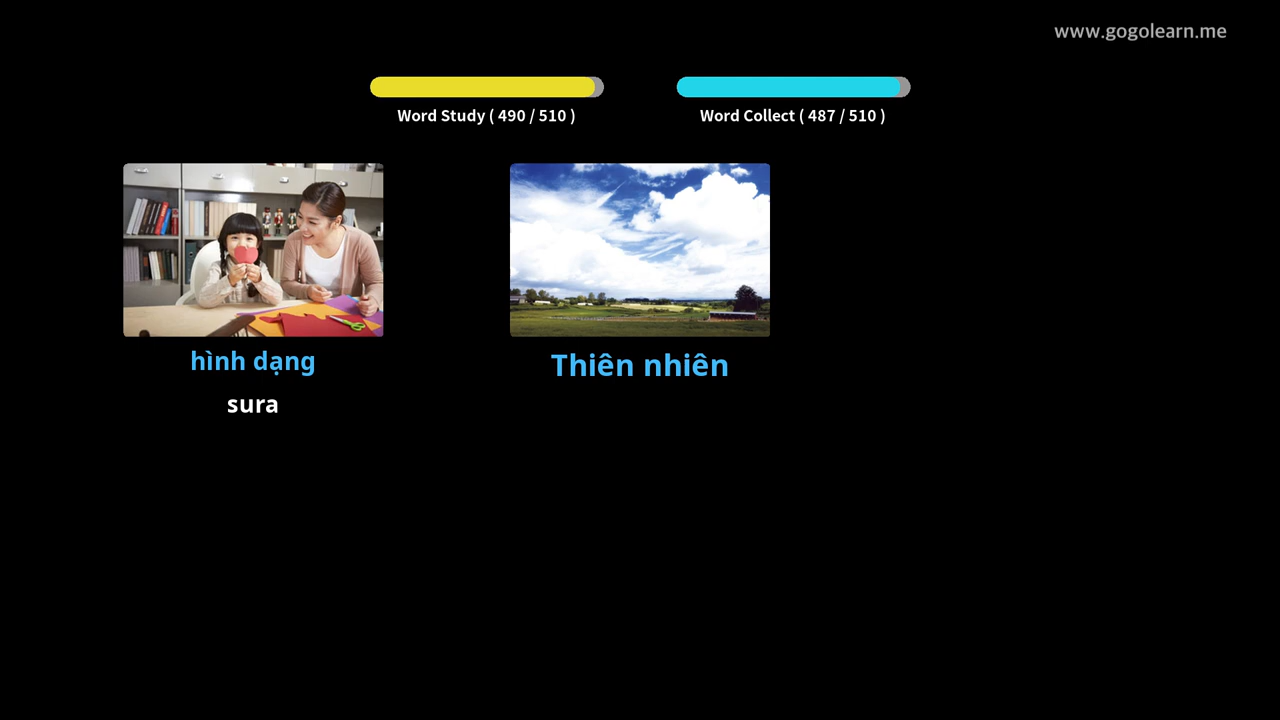 www.gogolearn.me
Word Study ( 490 / 510 )
Word Collect ( 487 / 510 )
hình dạng
sura
Thiên nhiên